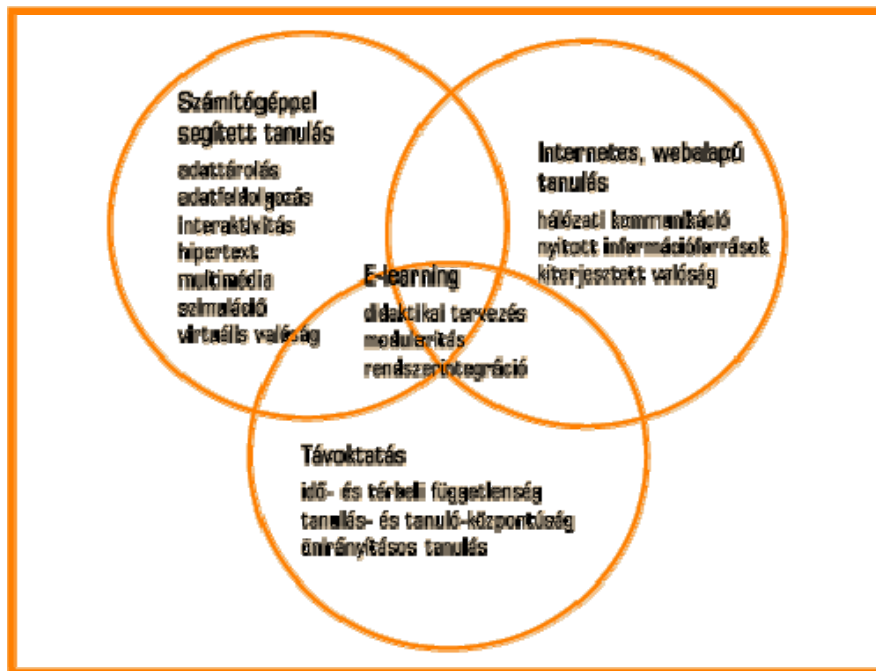 Számítógéppel
segített tanulás
adattárolás
adatfeldolgozás
interaktivitás
hipertext
multimédia
szimuláció
virtuális valóság
Internetes, webalapú
tanulás
hálózati kommunikáció
nyitott információforrások
kiterjesztett valóság
E-learning
didaktikai tervezés
modularitás
rendszerintegráció
Távoktatás
idő- és térbeli függetlenség
tanulás- és tanuló-központúság
önirányításos tanulás